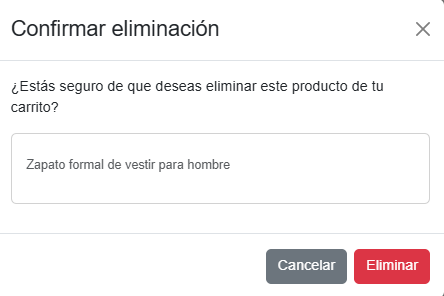 Confirmar eliminación
¿Estás seguro de que deseas eliminar este producto de tu
carrito?
Zapato formal de vestir para hombre
Cancelar
Eliminar